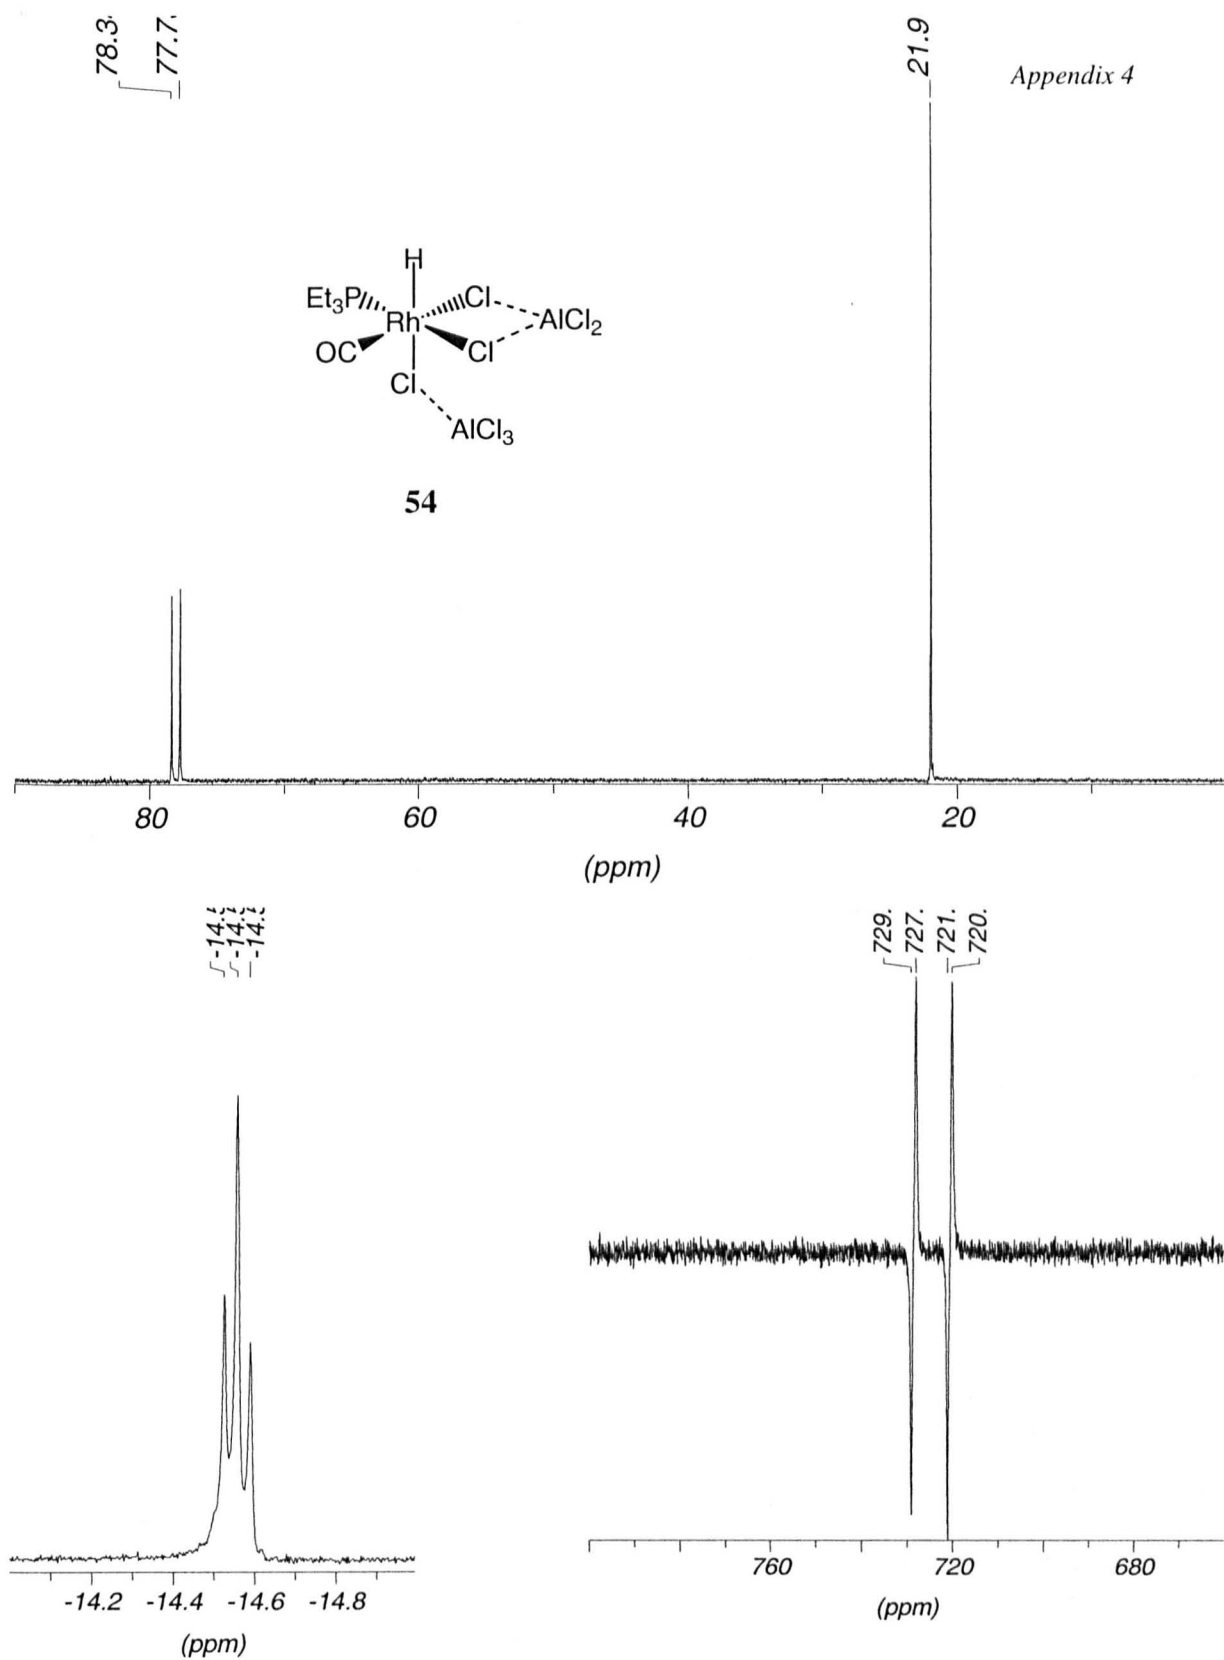 78.3
77.7
21.9
Appendix 4
H
Et₃P
Cl
Rh
AlCl₂
OC
Cl
Cl
AlCl₃
54
80 60 40 20
(ppm)
729.
727.
721.
720.
-14.2 -14.4 -14.6 -14.8
(ppm)
760 720 680
(ppm)